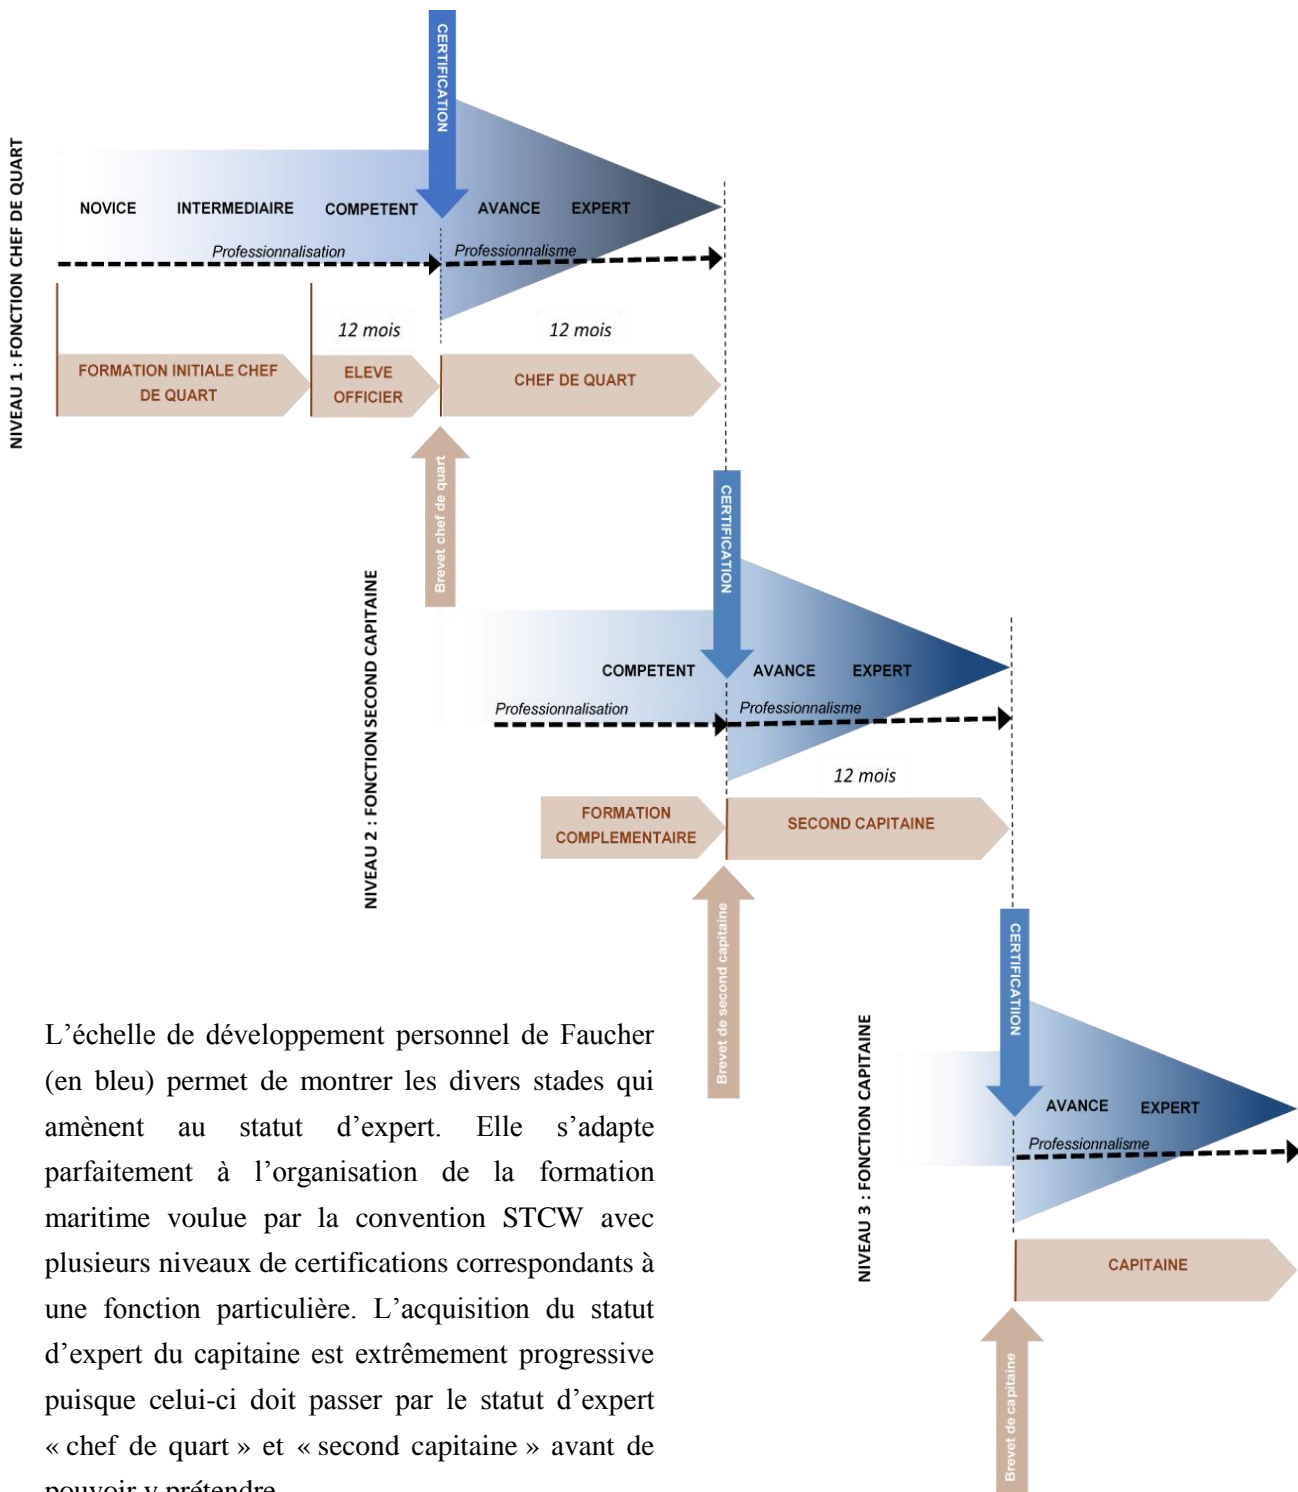 CERTIFICATION
NIVEAU 1 : FONCTION CHEF DE QUART
NOVICE INTERMEDIAIRE COMPETENT AVANCE EXPERT
Professionnalisation Professionnalisme
12 mois 12 mois
FORMATION INITIALE CHEF
DE QUART
ELEVE
OFFICIER
CHEF DE QUART
Brevet chef de quart
CERTIFICATION
NIVEAU 2 : FONCTION SECOND CAPITAINE
COMPETENT AVANCE EXPERT
Professionnalisation Professionnalisme
12 mois
FORMATION
COMPLEMENTAIRE
SECOND CAPITAINE
Brevet de second capitaine
CERTIFICATIION
NIVEAU 3 : FONCTION CAPITAINE
AVANCE EXPERT
Professionnalisme
CAPITAINE
Brevet de capitaine
L’échelle de développement personnel de Faucher
(en bleu) permet de montrer les divers stades qui
amènent au statut d’expert. Elle s’adapte
parfaitement à l’organisation de la formation
maritime voulue par la convention STCW avec
plusieurs niveaux de certifications correspondants à
une fonction particulière. L’acquisition du statut
d’expert du capitaine est extrêmement progressive
puisque celui-ci doit passer par le statut d’expert
« chef de quart » et « second capitaine » avant de
pouvoir y prétendre